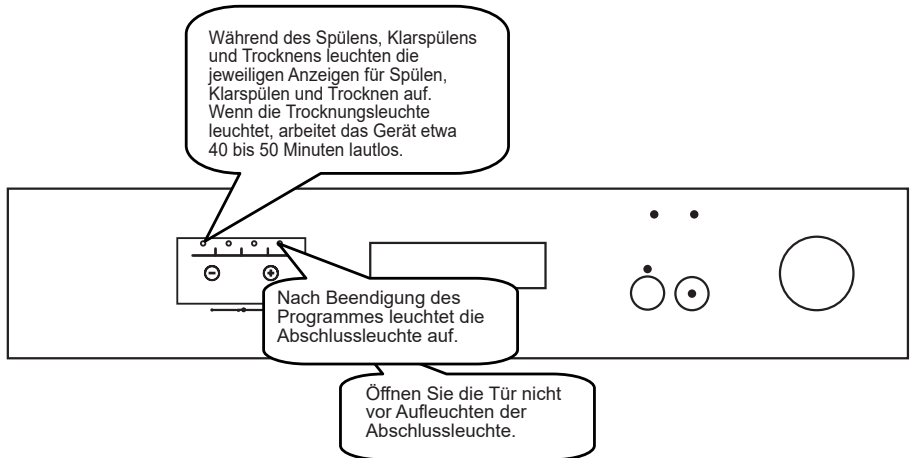 Während des Spülens, Klarspülens
und Trocknens leuchten die
jeweiligen Anzeigen für Spülen,
Klarspülen und Trocknen auf.
Wenn die Trocknungsleuchte
leuchtet, arbeitet das Gerät etwa
40 bis 50 Minuten lautlos.
Nach Beendigung des
Programmes leuchtet die
Abschlussleuchte auf.
Öffnen Sie die Tür nicht
vor Aufleuchten der
Abschlussleuchte.